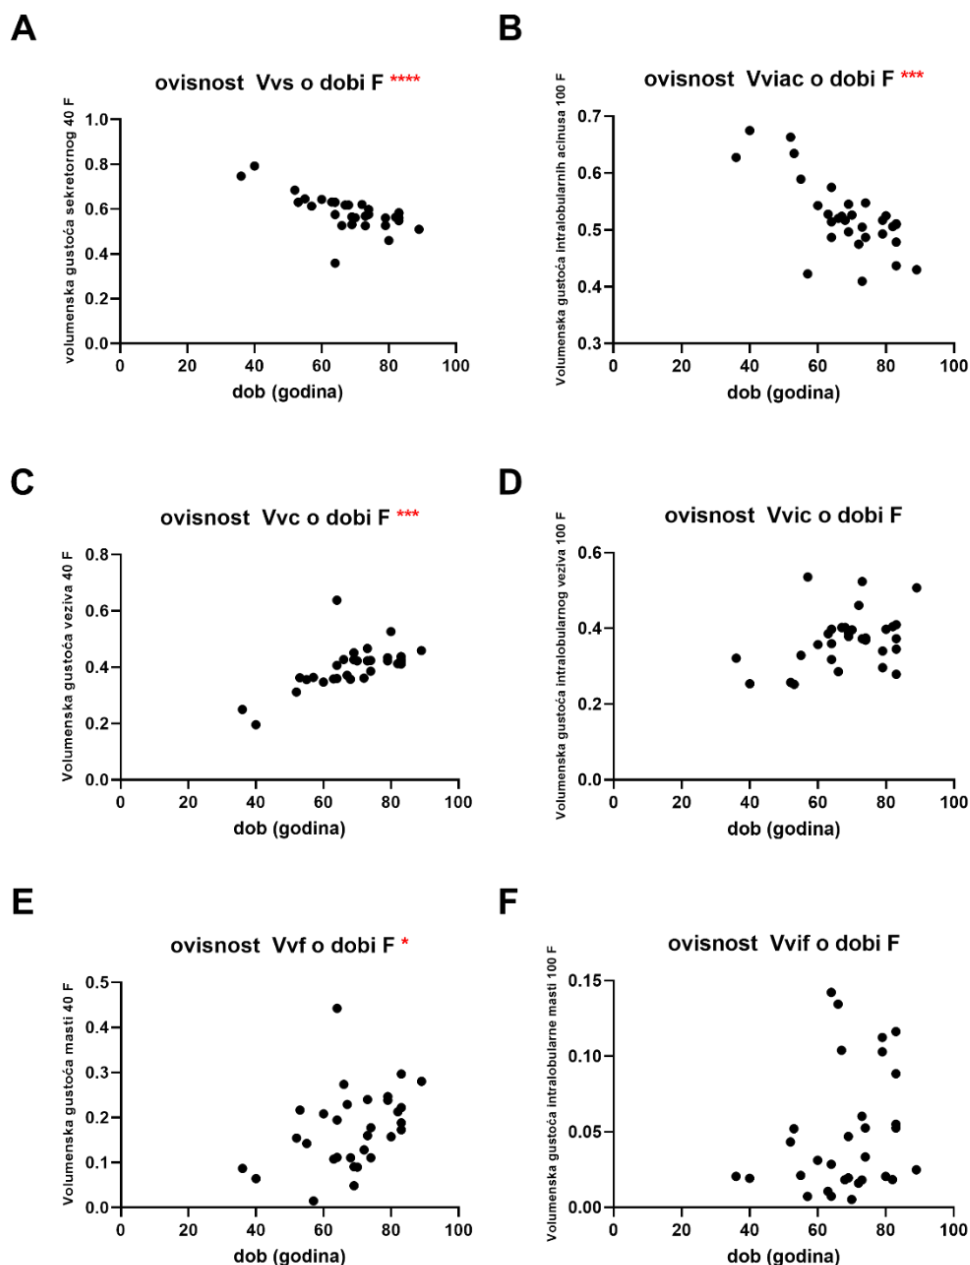 A
ovisnost Vvs o dobi F ****
volumenska gustoća sekretornog 40 F
1.0
0.8
0.6
0.4
0.2
0.0
0 20 40 60 80 100
dob (godina)
B
ovisnost Vviac o dobi F ***
Volumenska gustoća intralobularnih acinusa 100 F
0.7
0.6
0.5
0.4
0.3
0 20 40 60 80 100
dob (godina)
C
ovisnost Vvc o dobi F ***
Volumenska gustoća veziva 40 F
0.8
0.6
0.4
0.2
0.0
0 20 40 60 80 100
dob (godina)
D
ovisnost Vvic o dobi F
Volumenska gustoća intralobularnog veziva 100 F
0.6
0.4
0.2
0.0
0 20 40 60 80 100
dob (godina)
E
ovisnost Vvf o dobi F *
Volumenska gustoća masti 40 F
0.5
0.4
0.3
0.2
0.1
0.0
0 20 40 60 80 100
dob (godina)
F
ovisnost Vvif o dobi F
Volumenska gustoća intralobularne masti 100 F
0.15
0.10
0.05
0.00
0 20 40 60 80 100
dob (godina)